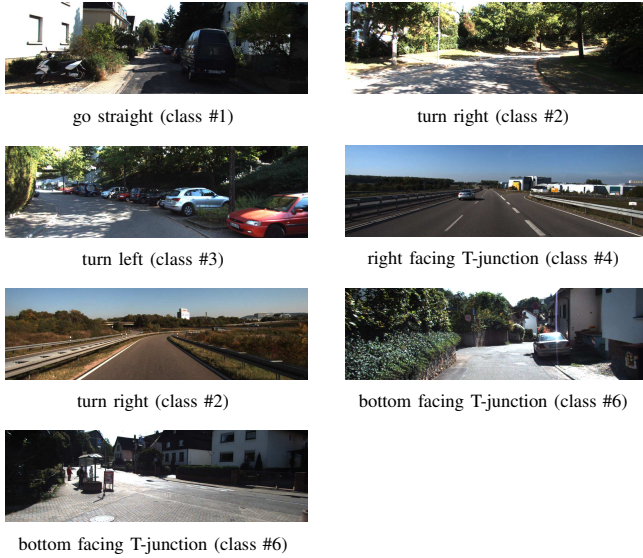 go straight (class #1)
turn right (class #2)
turn left (class #3)
right facing T-junction (class #4)
turn right (class #2)
bottom facing T-junction (class #6)
bottom facing T-junction (class #6)